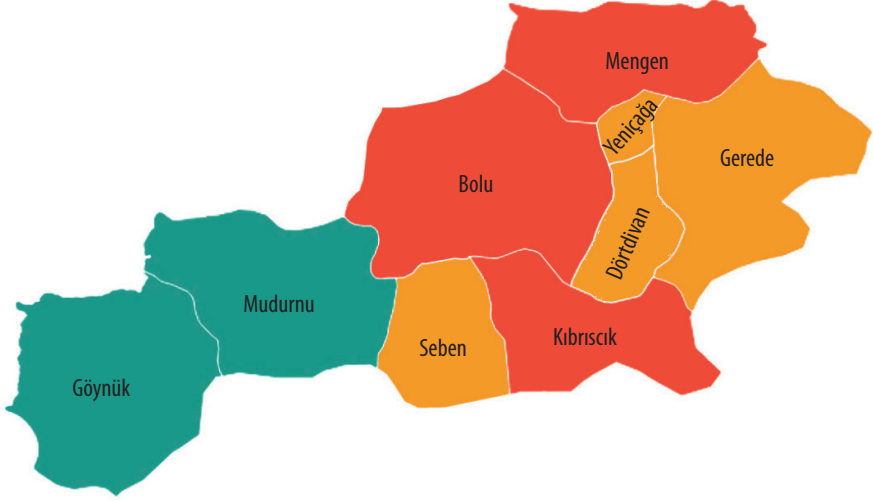 Mengen
Yeniçağa
Gerede
Bolu
Dörtdivan
Mudurnu
Seben
Kıbrıscık
Göynük